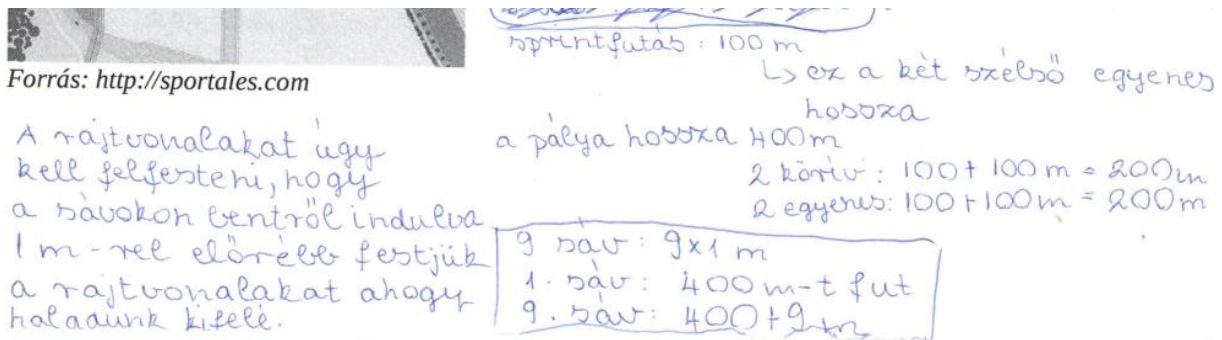 sprintfutás : 100 m
↳ ez a két szélső egyenes
hossza
Forrás: http://sportales.com
a pálya hossza 400m
2 körív : 100 + 100 m = 200m
2 egyenes: 100 + 100m = 200m
A rajtvonalakat úgy
kell felfesteni, hogy
a sávokon bentről indulva
1 m-rel előrébb festjük
a rajtvonalakat ahogy
haladunk kifelé.
9 sáv: 9x1 m
1. sáv: 400 m-t fut
9. sáv: 400+9 m